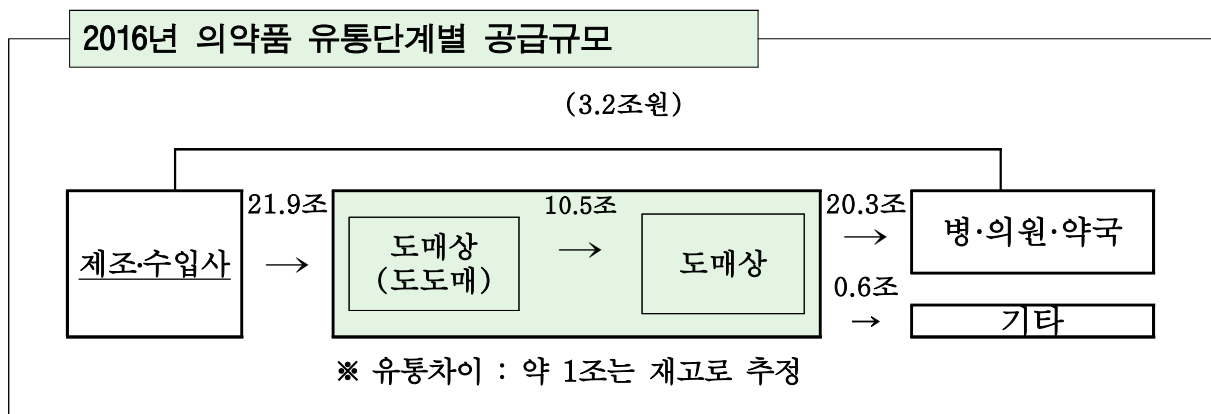 2016년 의약품 유통단계별 공급규모
(3.2조원)
제조·수입사
21.9조
→
도매상
(도도매)
10.5조
→
도매상
20.3조
→
병·의원·약국
0.6조
→
기타
※ 유통차이 : 약 1조는 재고로 추정